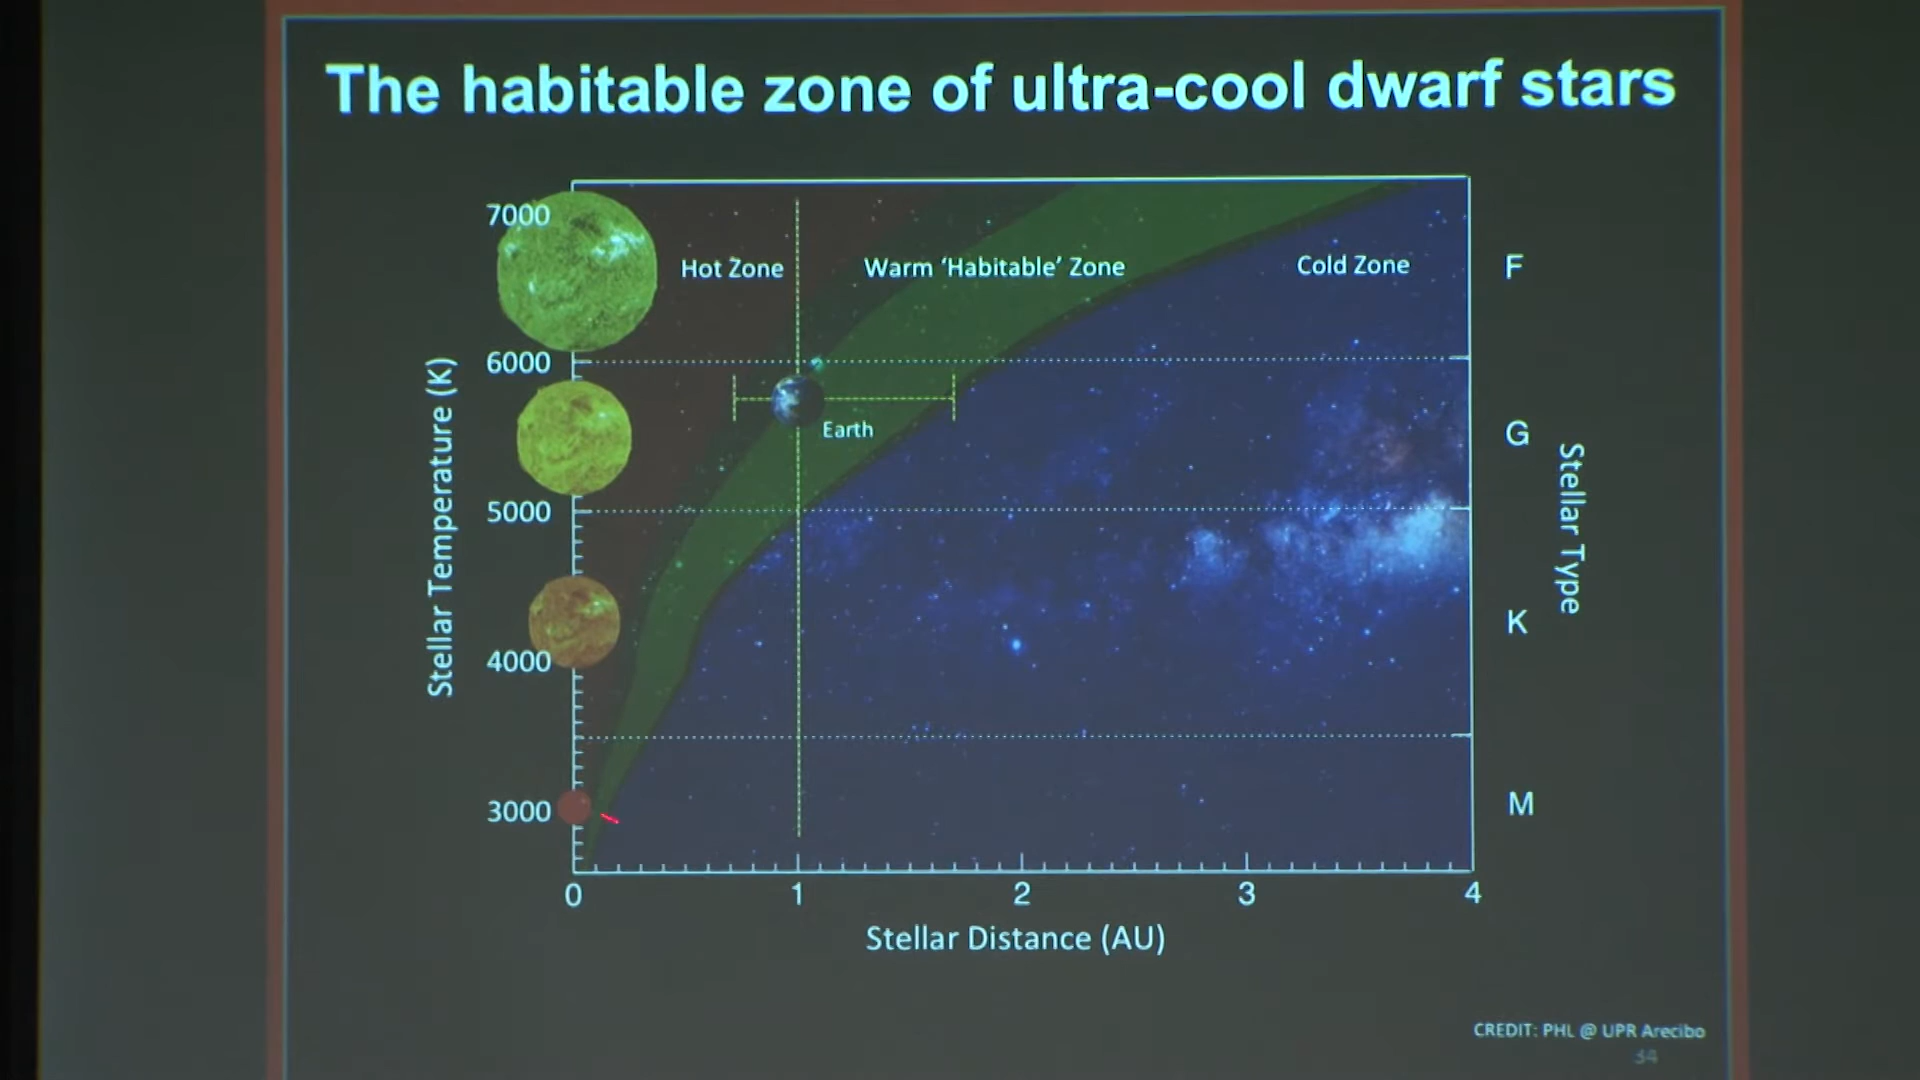 The habitable zone of ultra-cool dwarf stars
7000
Hot Zone
Warm ‘Habitable’ Zone
Cold Zone
F
6000
Earth
G
5000
Stellar Temperature (K)
Stellar Type
K
4000
M
3000
0
1
2
3
4
Stellar Distance (AU)
CREDIT: PHL @ UPR Arecibo
34